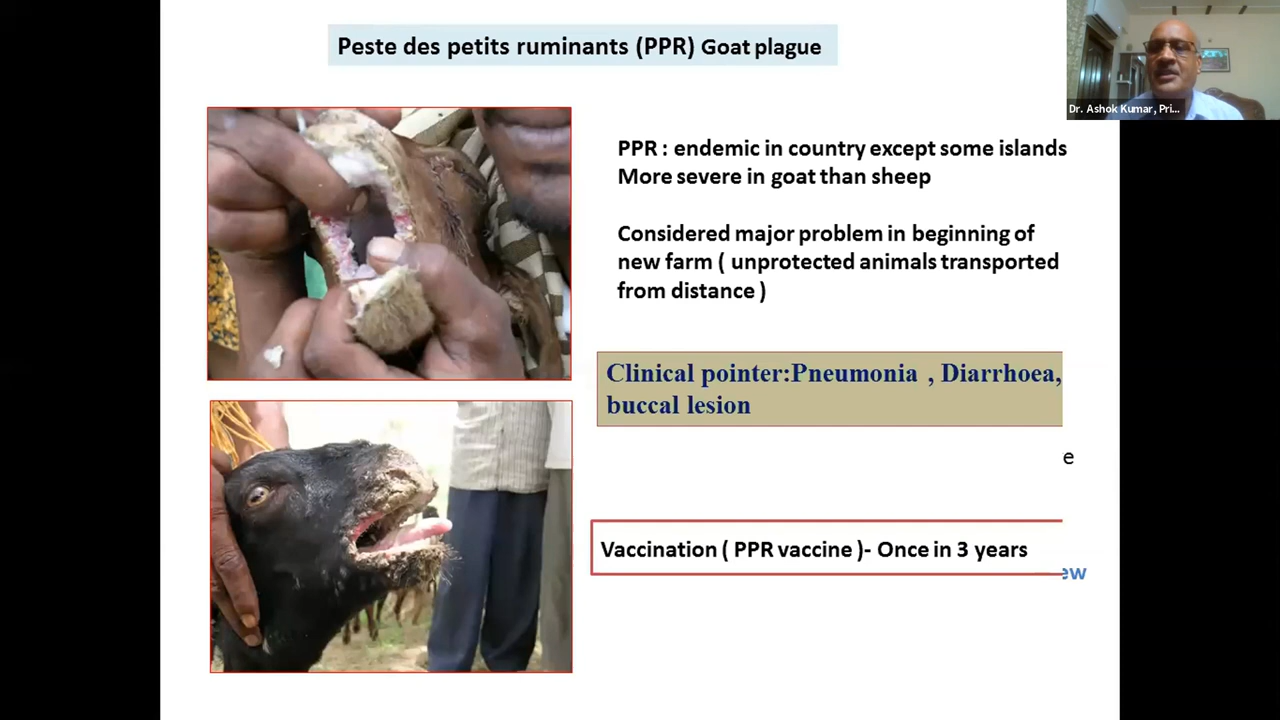 Peste des petits ruminants (PPR) Goat plague
Dr. Ashok Kumar, Pri...
PPR : endemic in country except some islands
More severe in goat than sheep
Considered major problem in beginning of
new farm ( unprotected animals transported
from distance )
Clinical pointer:Pneumonia , Diarrhoea,
buccal lesion
e
Vaccination ( PPR vaccine )- Once in 3 years
ew